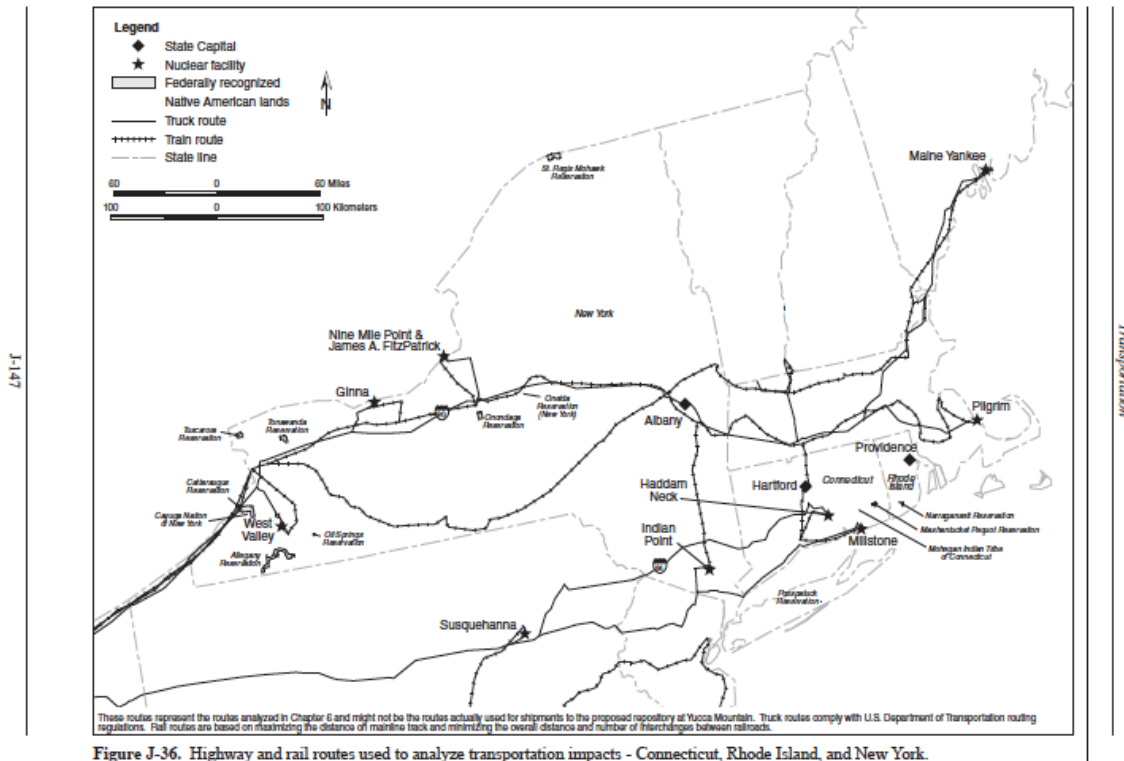 Legend
State Capital
Nuclear facility
Federally recognized
Native American lands
Truck route
Train route
State line
N
60 0 60 Miles
100 0 100 Kilometers
St. Regis Mohawk
Reservation
Maine Yankee
New York
Nine Mile Point &
James A. FitzPatrick
Ginna
Oneida
Reservation
(New York)
Onondaga
Reservation
Tuscarora
Reservation
Tonawanda
Reservation
Albany
Pilgrim
Providence
Cattaraugus
Reservation
Cayuga Nation
of New York
West
Valley
Oil Springs
Reservation
Allegany
Reservation
Haddam
Neck
Hartford
Connecticut
Rhode
Island
Indian
Point
Millstone
Narragansett Reservation
Mashantucket Pequot Reservation
Mohegan Indian Tribe
of Connecticut
Poospatuck
Reservation
Susquehanna
These routes represent the routes analyzed in Chapter 6 and might not be the routes actually used for shipments to the proposed repository at Yucca Mountain. Truck routes comply with U.S. Department of Transportation routing
regulations. Rail routes are based on maximizing the distance on mainline track and minimizing the overall distance and number of interchanges between railroads.
Figure J-36. Highway and rail routes used to analyze transportation impacts - Connecticut, Rhode Island, and New York.
J-147
Transportation